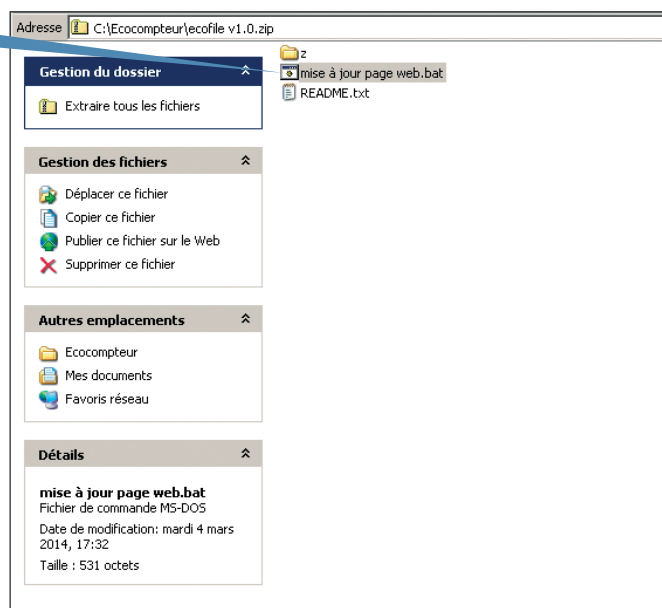 Adresse C:\Ecocompteur\ecofile v1.0.zip
Gestion du dossier
Extraire tous les fichiers
Gestion des fichiers
Déplacer ce fichier
Copier ce fichier
Publier ce fichier sur le Web
Supprimer ce fichier
Autres emplacements
Ecocompteur
Mes documents
Favoris réseau
Détails
mise à jour page web.bat
Fichier de commande MS-DOS
Date de modification: mardi 4 mars
2014, 17:32
Taille : 531 octets
z
mise à jour page web.bat
README.txt